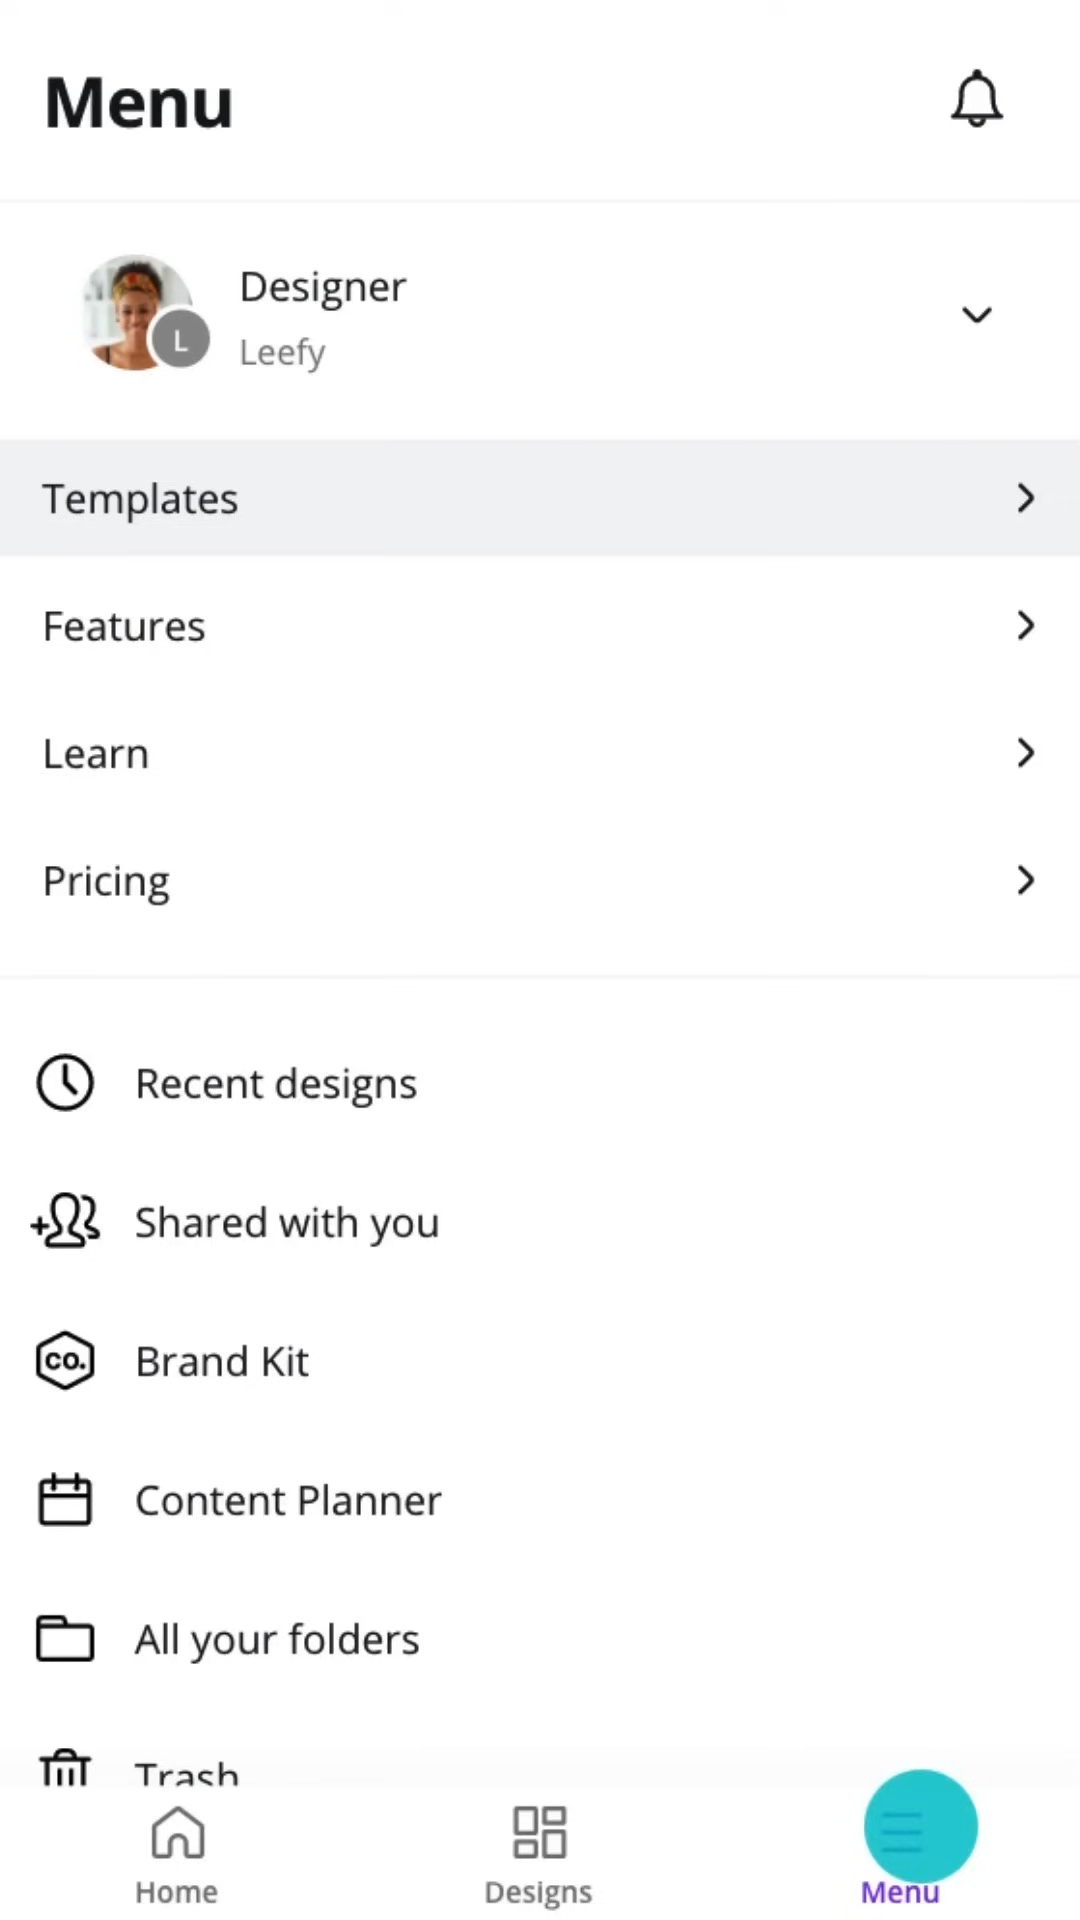 Menu
Designer
L
Leefy
Templates
Features
Learn
Pricing
Recent designs
Shared with you
co.
Brand Kit
Content Planner
All your folders
Trash
Home
Designs
Menu